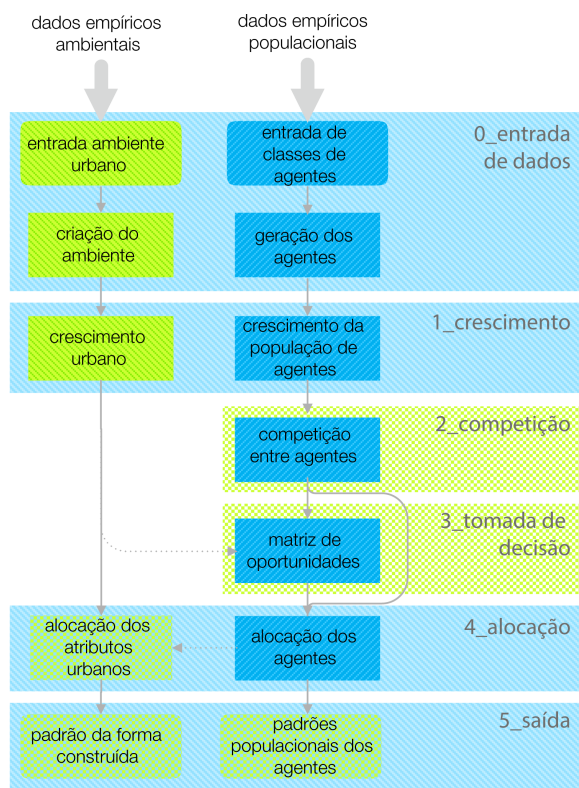 dados empíricos
ambientais
dados empíricos
populacionais
entrada ambiente
urbano
entrada de
classes de
agentes
0_entrada
de dados
criação do
ambiente
geração dos
agentes
crescimento
urbano
crescimento da
população de
agentes
1_crescimento
competição
entre agentes
2_competição
matriz de
oportunidades
3_tomada de
decisão
alocação dos
atributos
urbanos
alocação dos
agentes
4_alocação
padrão da forma
construída
padrões
populacionais dos
agentes
5_saída